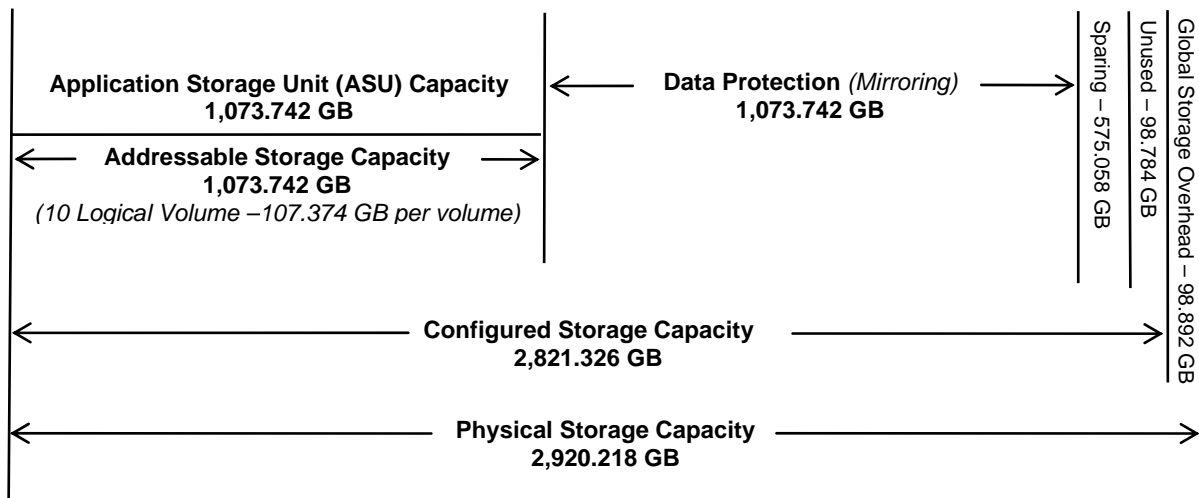 Application Storage Unit (ASU) Capacity
1,073.742 GB
Data Protection (Mirroring)
1,073.742 GB
Sparing – 575.058 GB
Unused – 98.784 GB
Global Storage Overhead – 98.892 GB
Addressable Storage Capacity
1,073.742 GB
(10 Logical Volume –107.374 GB per volume)
Configured Storage Capacity
2,821.326 GB
Physical Storage Capacity
2,920.218 GB